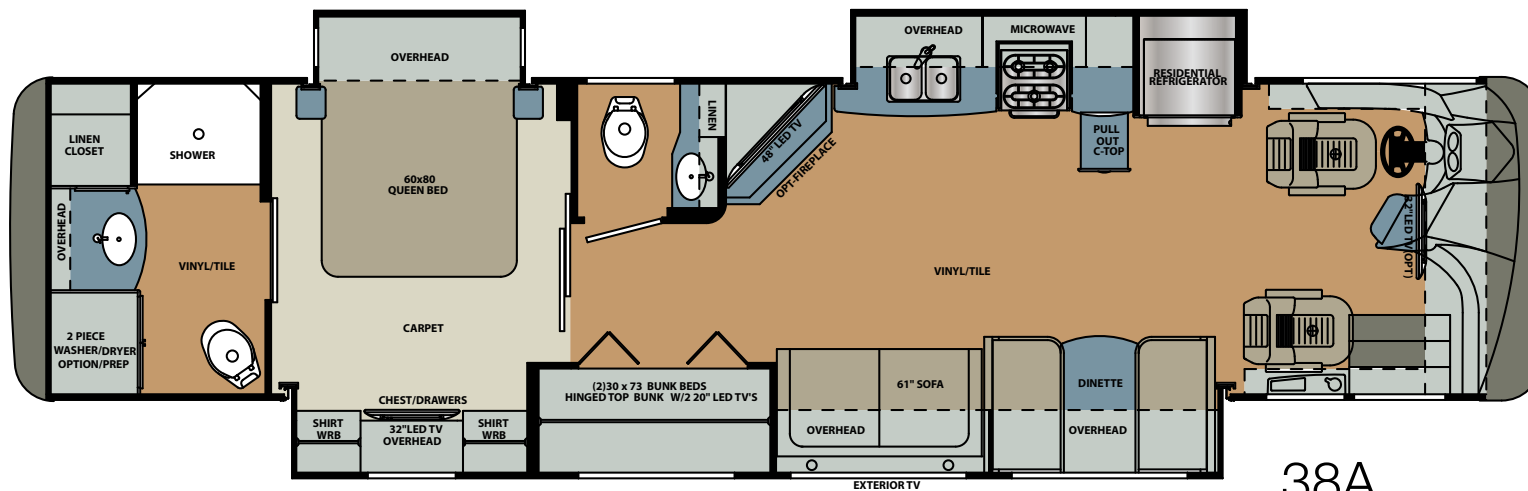 LINEN
CLOSET
SHOWER
OVERHEAD
VINYL/TILE
2 PIECE
WASHER/DRYER
OPTION/PREP
OVERHEAD
60x80
QUEEN BED
CARPET
CHEST/DRAWERS
SHIRT
WRB
32"LED TV
OVERHEAD
SHIRT
WRB
LINEN
48" LED TV
OPT-FIREPLACE
(2)30 x 73 BUNK BEDS
HINGED TOP BUNK W/2 20" LED TV'S
OVERHEAD
MICROWAVE
RESIDENTIAL
REFRIGERATOR
PULL
OUT
C-TOP
VINYL/TILE
61" SOFA
OVERHEAD
DINETTE
OVERHEAD
EXTERIOR TV
32"LED TV(OPT)
38A